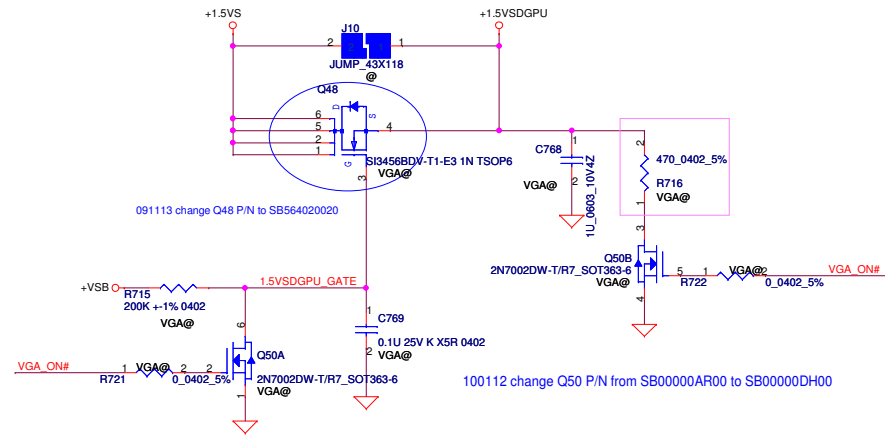 +1.5VS
+1.5VSDGPU
J10
2 2 1 1
JUMP_43X118
@
Q48
D
S
G
6
5
2
1
4
3
SI3456BDV-T1-E3 1N TSOP6
VGA@
091113 change Q48 P/N to SB564020020
C768
1
2
VGA@
1U_0603_10V4Z
2
470_0402_5%
R716
VGA@
1
3
Q50B
2N7002DW-T/R7_SOT363-6
VGA@
4
5
1
VGA@
2
VGA_ON#
R722
0_0402_5%
+VSB
1.5VSDGPU_GATE
R715
200K +-1% 0402
VGA@
1
C769
0.1U 25V K X5R 0402
2
VGA@
6
Q50A
VGA_ON#
1
VGA@
2
2
R721
0_0402_5%
2N7002DW-T/R7_SOT363-6
VGA@
1
100112 change Q50 P/N from SB00000AR00 to SB00000DH00